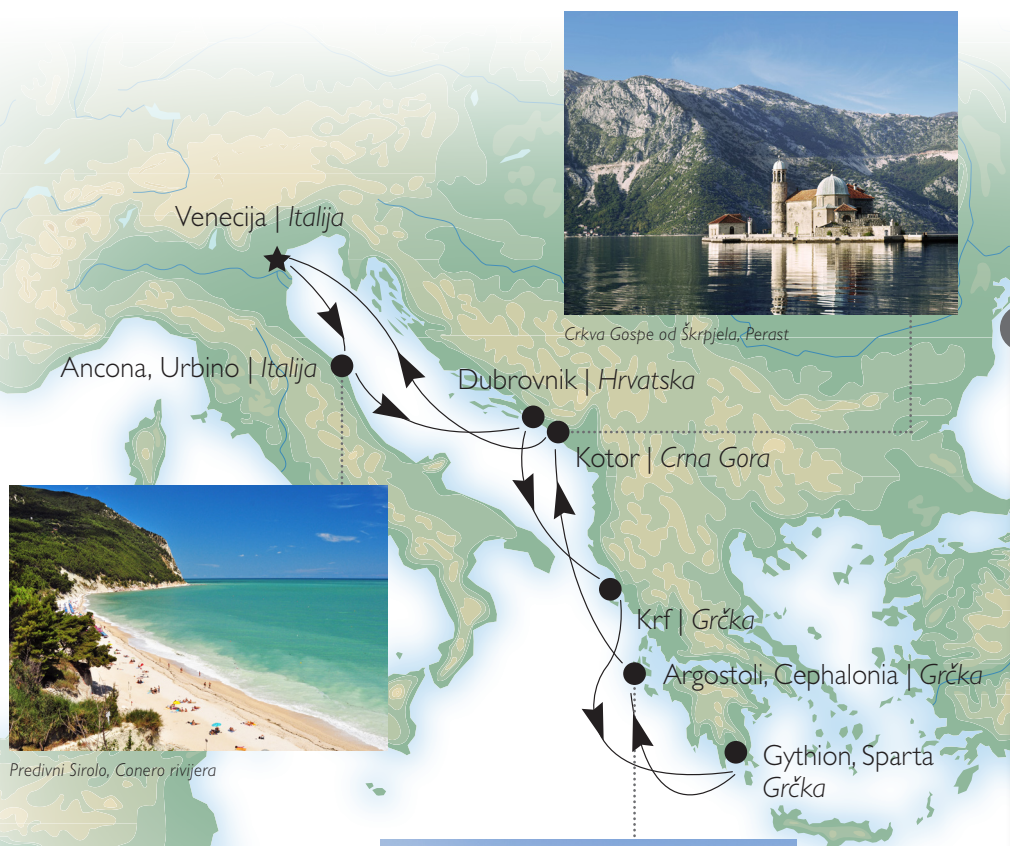 Venecija | Italija
Crkva Gospe od Škrpjela, Perast
Ancona, Urbino | Italija
Dubrovnik | Hrvatska
Kotor | Crna Gora
Krf | Grčka
Argostoli, Cephalonia | Grčka
Gythion, Sparta
Grčka
Predivni Sirolo, Conero rivijera